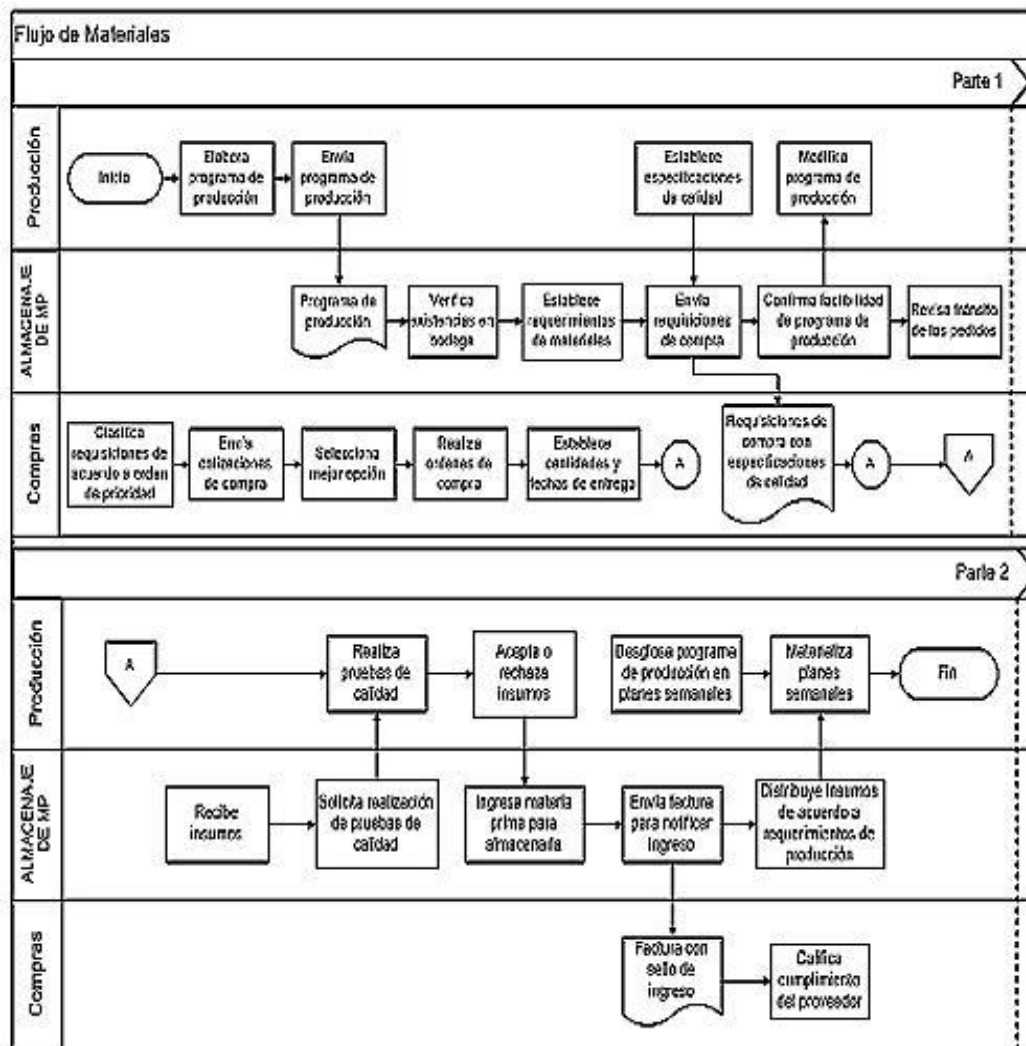 Flujo de Materiales
Parte 1
Producción
Inicio
Elabora
programa de
producción
Envía
programa de
producción
Establece
especificaciones
de calidad
Modifica
programa de
producción
ALMACENAJE
DE MP
Programa de
producción
Verifica
existencias en
bodega
Establece
requerimientos
de materiales
Envía
requisiciones
de compra
Confirma factibilidad
de programa de
producción
Revisa tránsito
de los pedidos
Compras
Clasifica
requisiciones de
acuerdo a orden
de prioridad
Envía
cotizaciones
de compra
Selecciona
mejor opción
Realiza
ordenes de
compra
Establece
cantidades y
fechas de entrega
A
Requisiciones de
compra con
especificaciones
de calidad
A
A
Parte 2
Producción
A
Realiza
pruebas de
calidad
Acepta o
rechaza
insumos
Desglosa programa
de producción en
planes semanales
Materializa
planes
semanales
Fin
ALMACENAJE
DE MP
Recibe
insumos
Solicita realización
de pruebas de
calidad
Ingresa materia
prima para
almacenarla
Envía factura
para notificar
ingreso
Distribuye insumos
de acuerdo a
requerimientos de
producción
Compras
Factura con
sello de
ingreso
Califica
cumplimiento
del proveedor